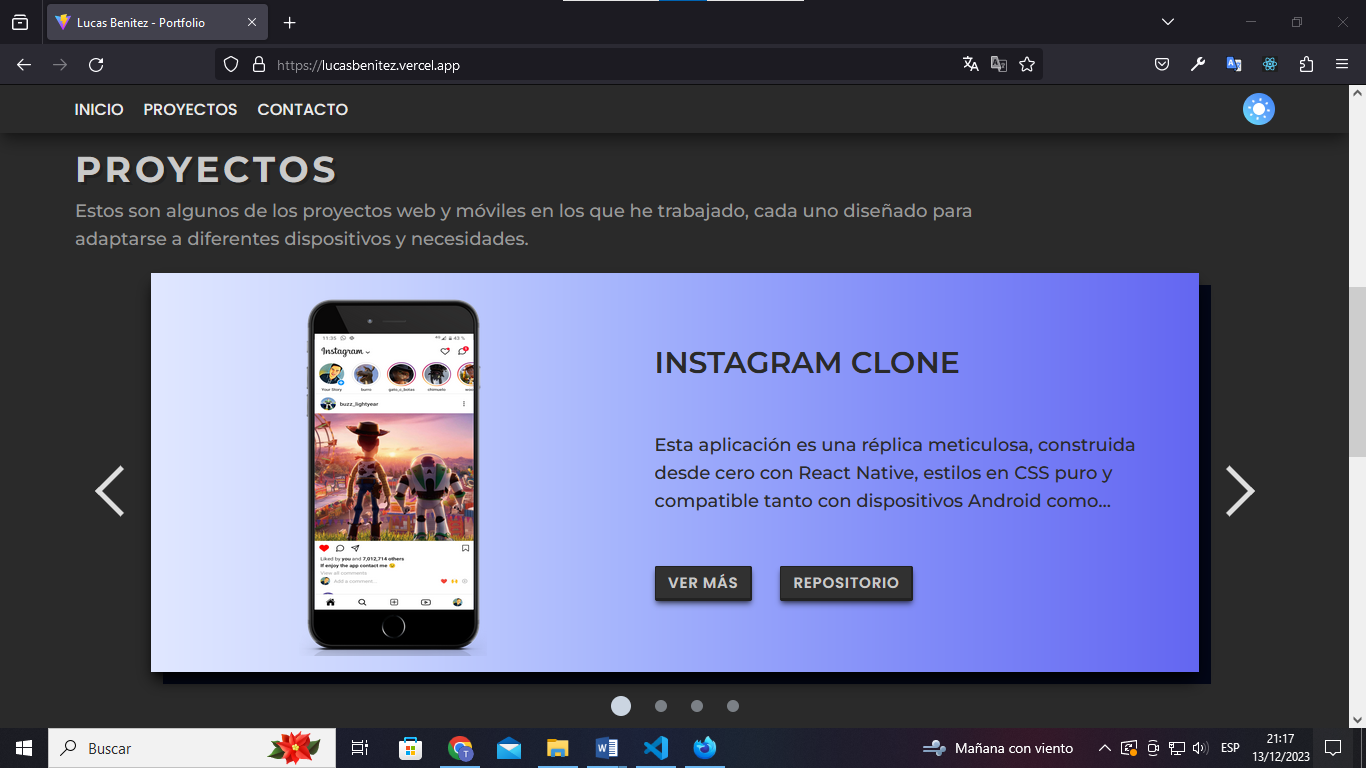 Lucas Benitez - Portfolio
https://lucasbenitez.vercel.app
INICIO PROYECTOS CONTACTO
PROYECTOS
Estos son algunos de los proyectos web y móviles en los que he trabajado, cada uno diseñado para
adaptarse a diferentes dispositivos y necesidades.
11:35 43 %
Instagram
Your Story burro gato_c_botas chimuelo
buzz_lightyear
Liked by you and 7,012,714 others
If enjoy the app contact me
View all comments
Add a comment...
INSTAGRAM CLONE
Esta aplicación es una réplica meticulosa, construida
desde cero con React Native, estilos en CSS puro y
compatible tanto con dispositivos Android como...
VER MÁS REPOSITORIO
Buscar
Mañana con viento
ESP
21:17
13/12/2023